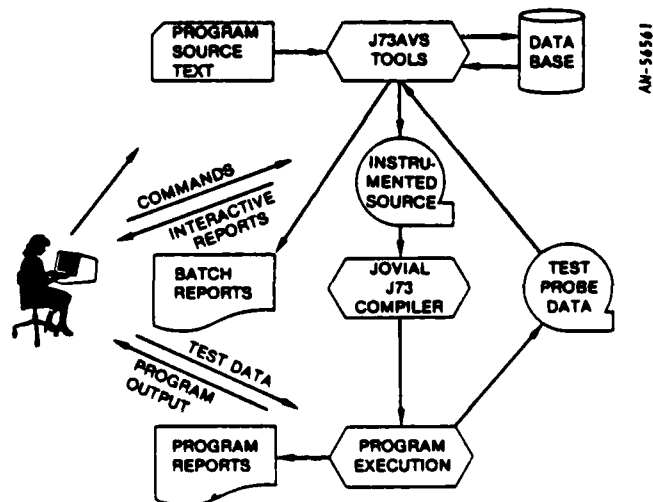 PROGRAM
SOURCE
TEXT
J73AVS
TOOLS
DATA
BASE
AN-56561
COMMANDS
INTERACTIVE
REPORTS
INSTRU-
MENTED
SOURCE
BATCH
REPORTS
JOVIAL
J73
COMPILER
TEST
PROBE
DATA
TEST DATA
PROGRAM
OUTPUT
PROGRAM
REPORTS
PROGRAM
EXECUTION